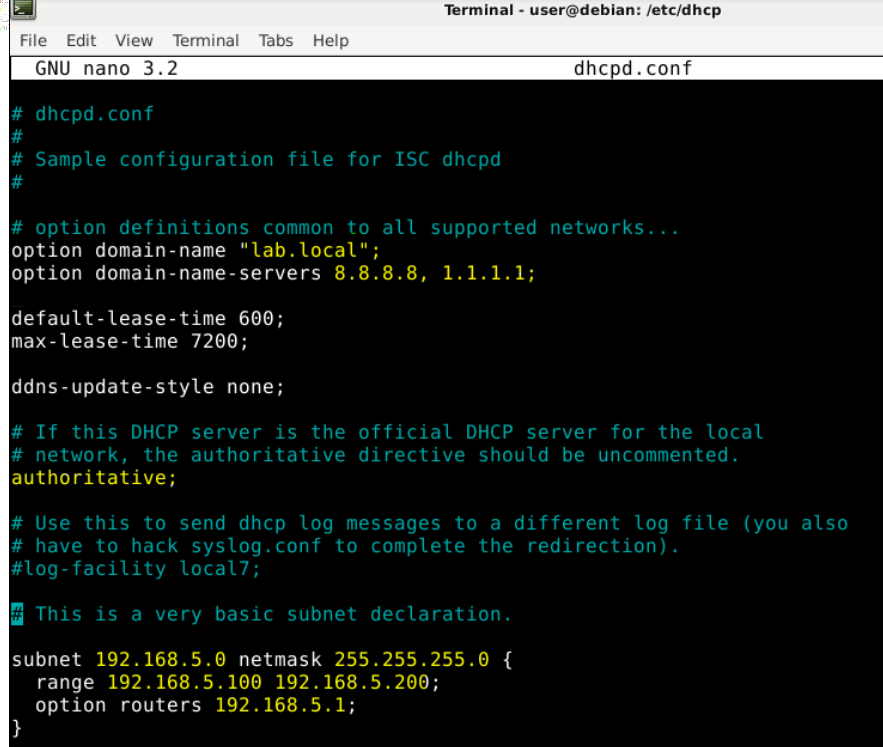 Terminal - user@debian: /etc/dhcp
File Edit View Terminal Tabs Help
GNU nano 3.2 dhcpd.conf
# dhcpd.conf
#
# Sample configuration file for ISC dhcpd
#
# option definitions common to all supported networks...
option domain-name "lab.local";
option domain-name-servers 8.8.8.8, 1.1.1.1;
default-lease-time 600;
max-lease-time 7200;
ddns-update-style none;
# If this DHCP server is the official DHCP server for the local
# network, the authoritative directive should be uncommented.
authoritative;
# Use this to send dhcp log messages to a different log file (you also
# have to hack syslog.conf to complete the redirection).
#log-facility local7;
# This is a very basic subnet declaration.
subnet 192.168.5.0 netmask 255.255.255.0 {
  range 192.168.5.100 192.168.5.200;
  option routers 192.168.5.1;
}